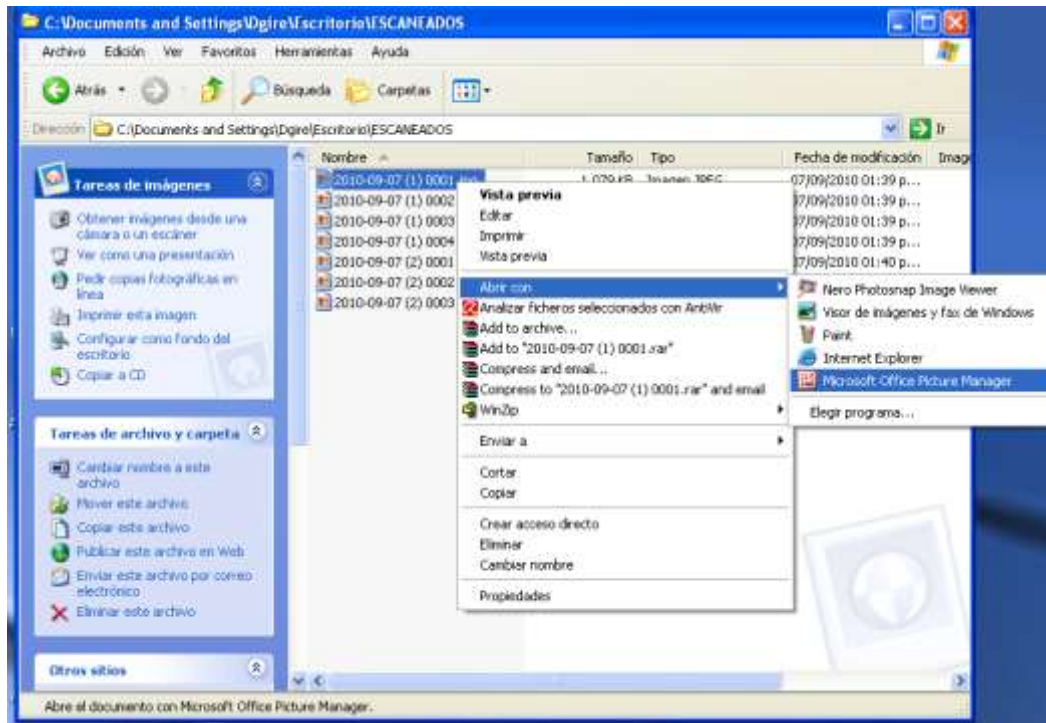 C:\Documents and Settings\Dgire\Escritorio\ESCANEADOS
Archivo Edición Ver Favoritos Herramientas Ayuda
Atrás Búsqueda Carpetas
Dirección C:\Documents and Settings\Dgire\Escritorio\ESCANEADOS Ir
Nombre Tamaño Tipo Fecha de modificación Image
2010-09-07 (1) 0001.jpg 1.079 KB Imagen JPEG 07/09/2010 01:39 p...
2010-09-07 (1) 0002 07/09/2010 01:39 p...
2010-09-07 (1) 0003 07/09/2010 01:39 p...
2010-09-07 (1) 0004 07/09/2010 01:39 p...
2010-09-07 (2) 0001 07/09/2010 01:40 p...
2010-09-07 (2) 0002
2010-09-07 (2) 0003
Tareas de imágenes
Obtener imágenes desde una
cámara o un escáner
Ver como una presentación
Pedir copias fotográficas en
línea
Imprimir esta imagen
Configurar como fondo del
escritorio
Copiar a CD
Tareas de archivo y carpeta
Cambiar nombre a este
archivo
Mover este archivo
Copiar este archivo
Publicar este archivo en Web
Enviar este archivo por correo
electrónico
Eliminar este archivo
Otros sitios
Vista previa
Editar
Imprimir
Vista previa
Abrir con
Analizar ficheros seleccionados con AntiVir
Add to archive...
Add to "2010-09-07 (1) 0001.rar"
Compress and email...
Compress to "2010-09-07 (1) 0001.rar" and email
WinZip
Enviar a
Cortar
Copiar
Crear acceso directo
Eliminar
Cambiar nombre
Propiedades
Nero Photosnap Image Viewer
Visor de imágenes y fax de Windows
Paint
Internet Explorer
Microsoft Office Picture Manager
Elegir programa...
Abre el documento con Microsoft Office Picture Manager.